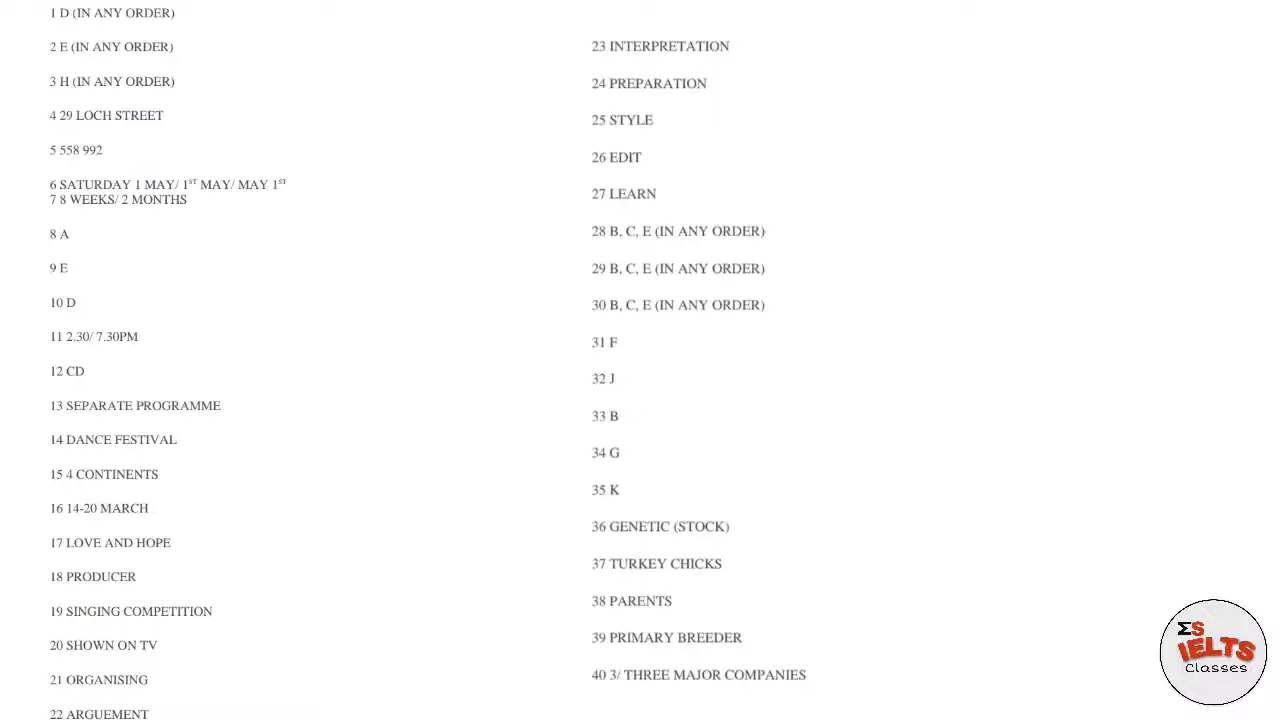 1 D (IN ANY ORDER)
2 E (IN ANY ORDER)
3 H (IN ANY ORDER)
4 29 LOCH STREET
5 558 992
6 SATURDAY 1 MAY/ 1ST MAY/ MAY 1ST
7 8 WEEKS/ 2 MONTHS
8 A
9 E
10 D
11 2.30/ 7.30PM
12 CD
13 SEPARATE PROGRAMME
14 DANCE FESTIVAL
15 4 CONTINENTS
16 14-20 MARCH
17 LOVE AND HOPE
18 PRODUCER
19 SINGING COMPETITION
20 SHOWN ON TV
21 ORGANISING
22 ARGUEMENT
23 INTERPRETATION
24 PREPARATION
25 STYLE
26 EDIT
27 LEARN
28 B, C, E (IN ANY ORDER)
29 B, C, E (IN ANY ORDER)
30 B, C, E (IN ANY ORDER)
31 F
32 J
33 B
34 G
35 K
36 GENETIC (STOCK)
37 TURKEY CHICKS
38 PARENTS
39 PRIMARY BREEDER
40 3/ THREE MAJOR COMPANIES
ΣS
IELTS
Classes